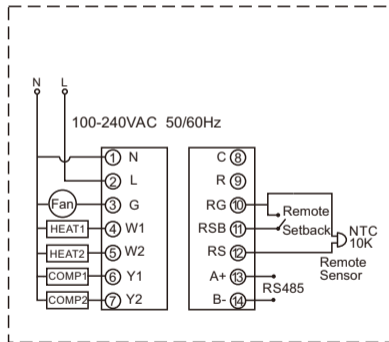 N L
100-240VAC 50/60Hz
1 N
2 L
Fan 3 G
HEAT1 4 W1
HEAT2 5 W2
COMP1 6 Y1
COMP2 7 Y2
C 8
R 9
RG 10
RSB 11
RS 12
A+ 13
B- 14
Remote
Setback
NTC
10K
Remote
Sensor
RS485